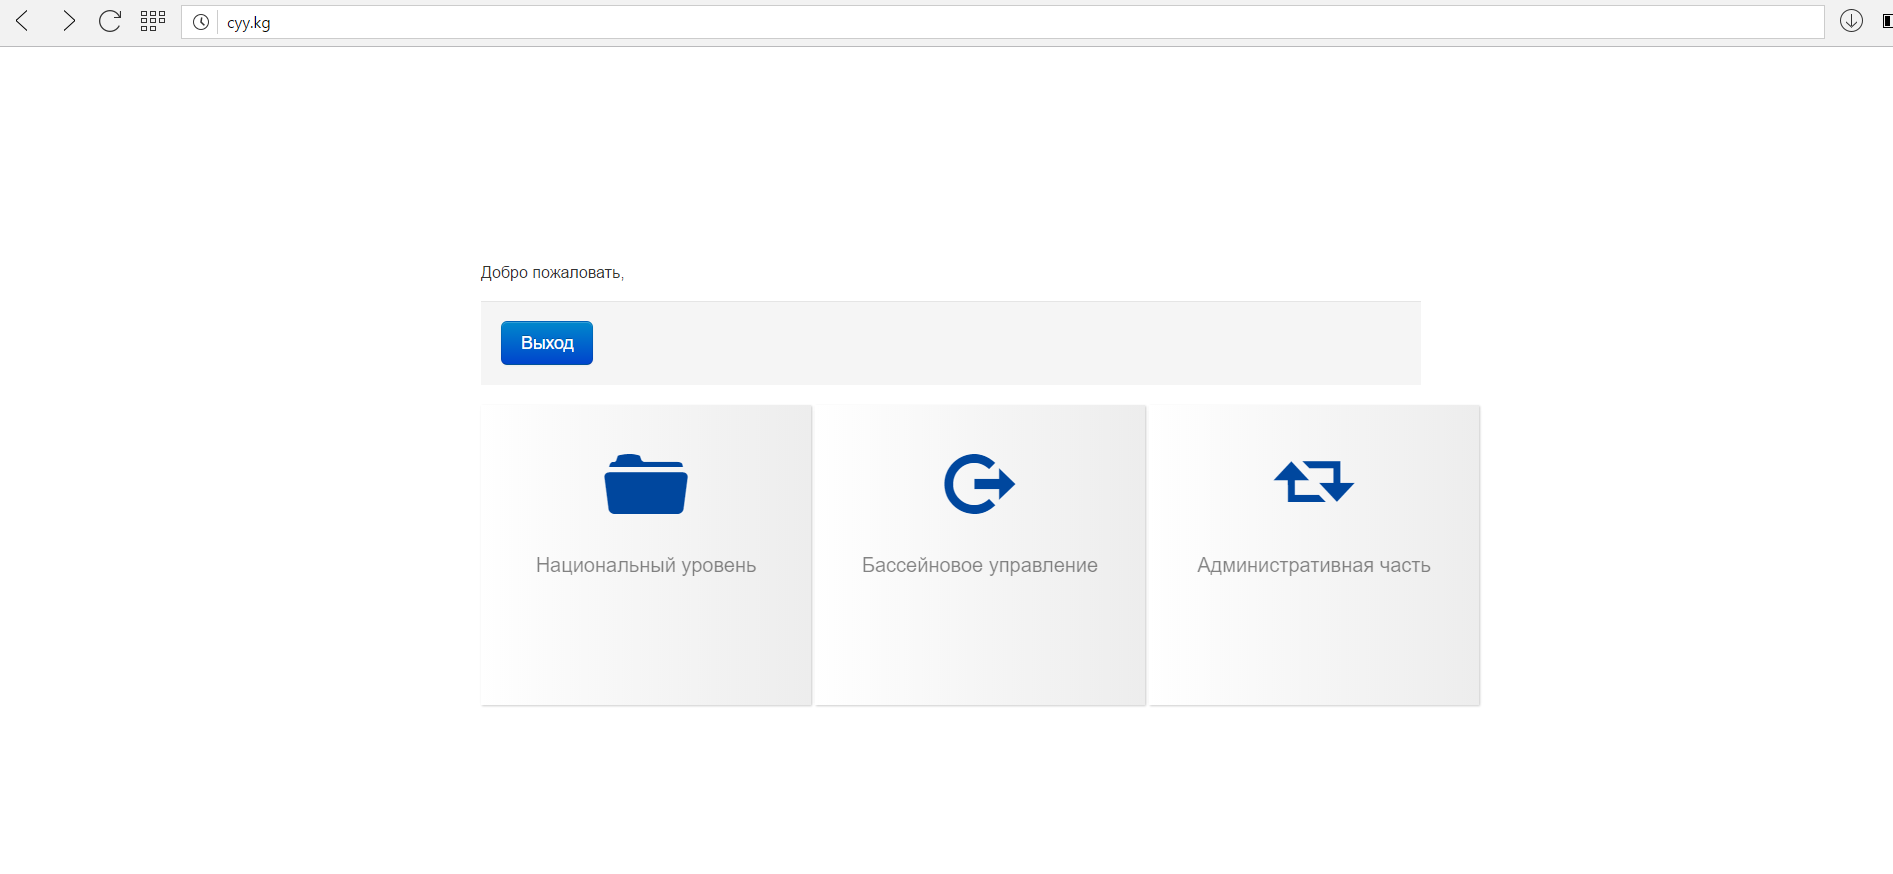 cyy.kg
Добро пожаловать,
Выход
Национальный уровень
Бассейновое управление
Административная часть